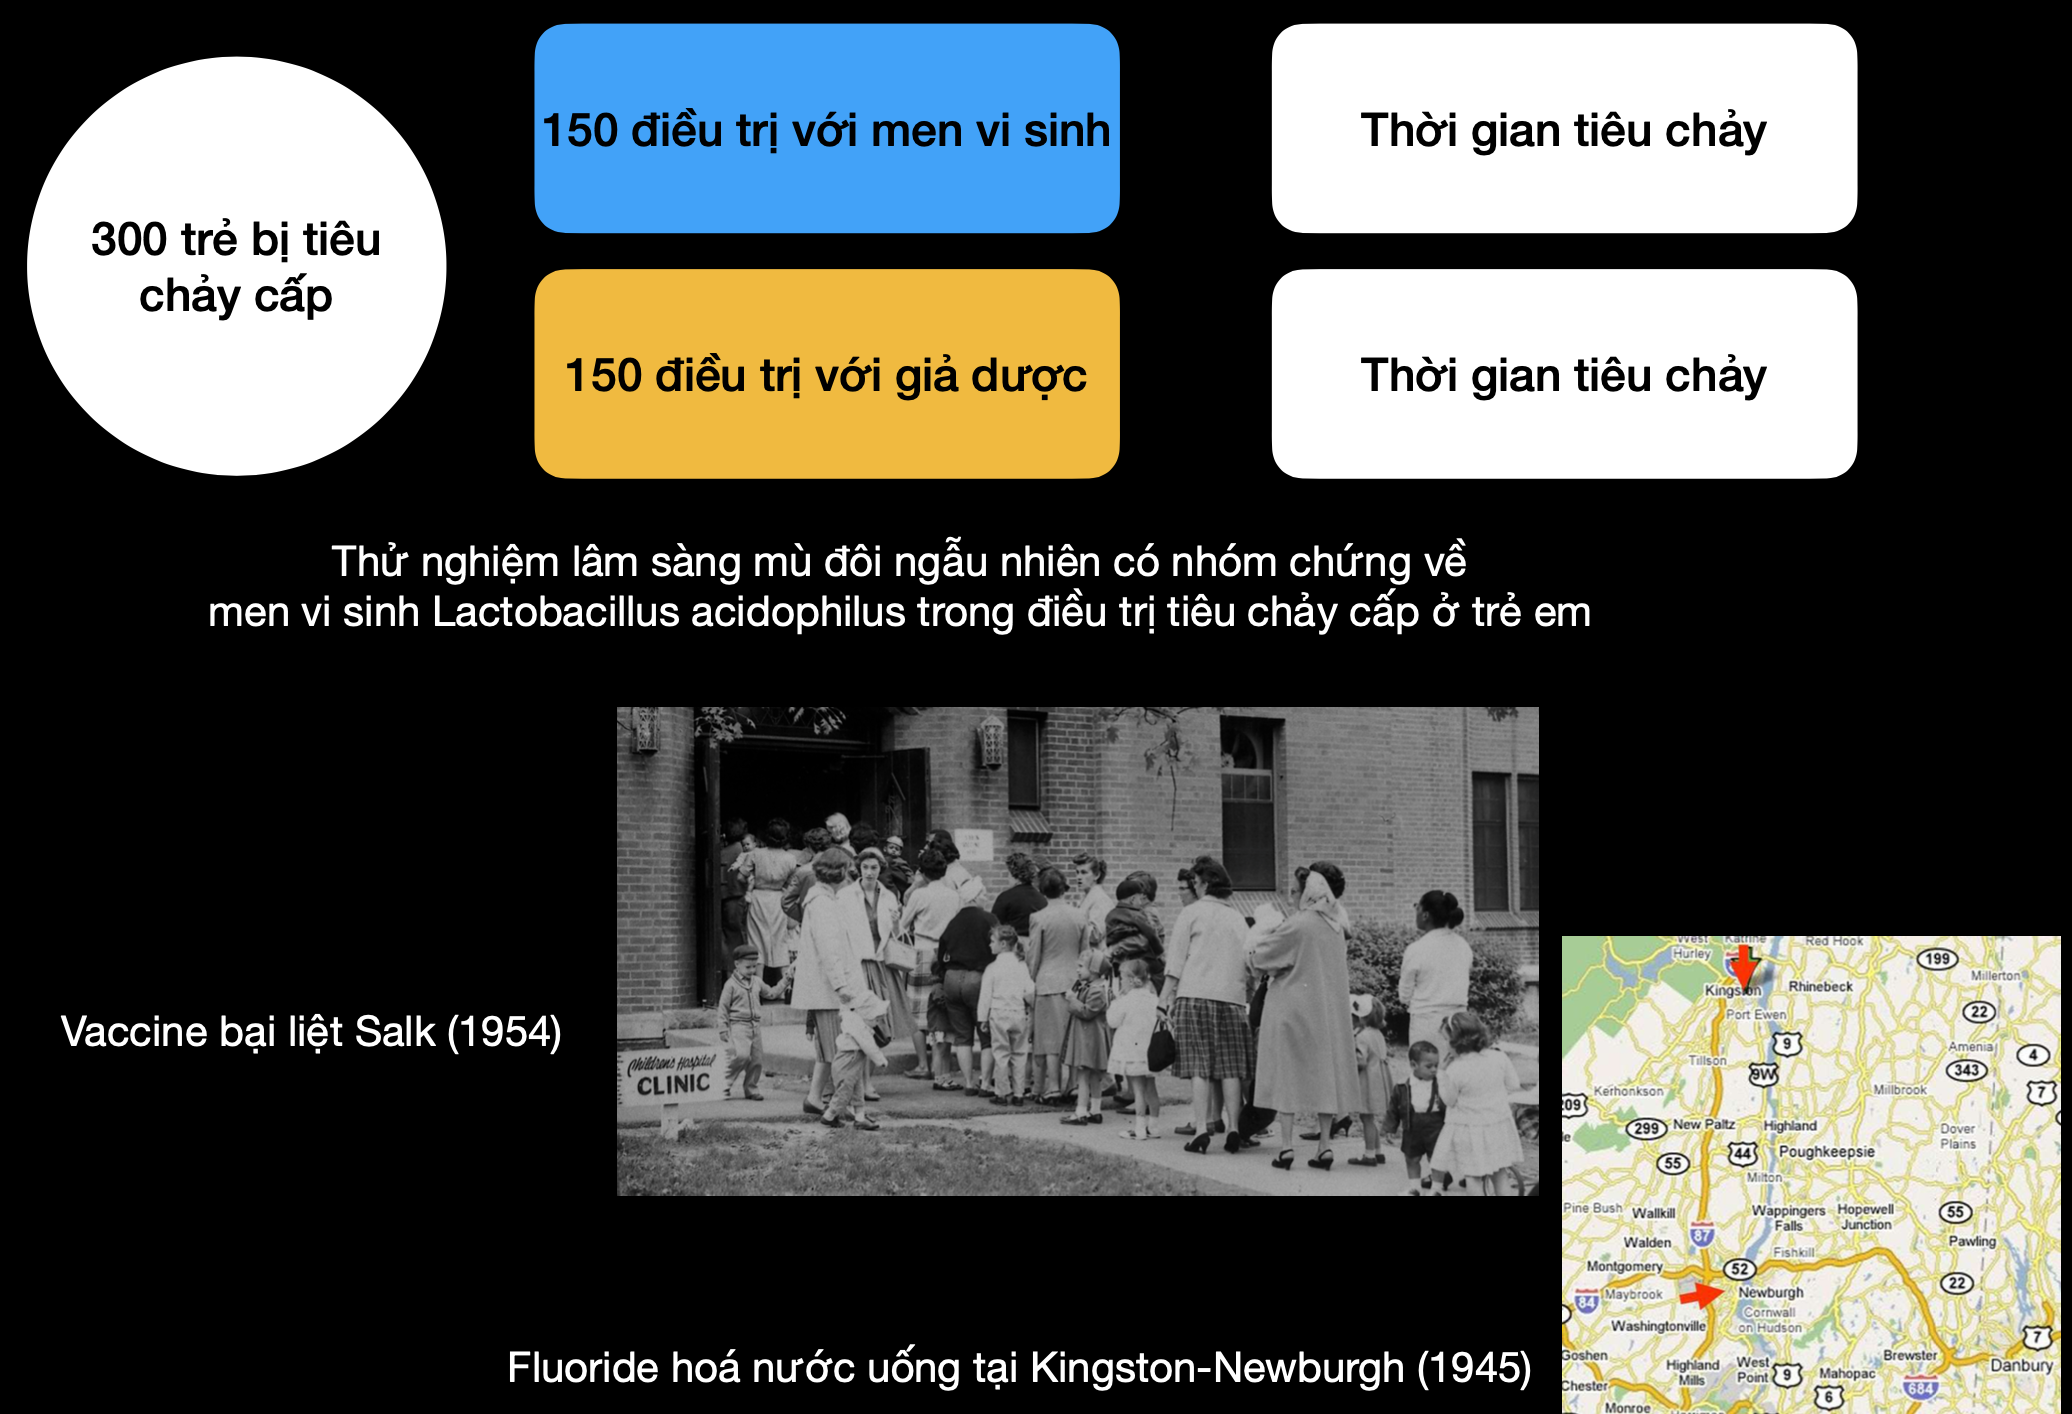 300 trẻ bị tiêu
chảy cấp
150 điều trị với men vi sinh
Thời gian tiêu chảy
150 điều trị với giả dược
Thời gian tiêu chảy
Thử nghiệm lâm sàng mù đôi ngẫu nhiên có nhóm chứng về
men vi sinh Lactobacillus acidophilus trong điều trị tiêu chảy cấp ở trẻ em
Vaccine bại liệt Salk (1954)
Childrens Hospital
CLINIC
Fluoride hoá nước uống tại Kingston-Newburgh (1945)
West
Hurley
Katrine
Red Hook
199
Millerton
Kingston
Rhinebeck
Port Ewen
22
9
Amenia
4
Tillson
9W
343
7
Kerhonkson
Millbrook
209
299
New Paltz
Highland
Dover
Plains
44
Poughkeepsie
55
Milton
Pine Bush
Wallkill
Wappingers
Falls
Hopewell
Junction
55
87
Walden
Fishkill
Pawling
Montgomery
52
22
84
Maybrook
Newburgh
Cornwall
on Hudson
Washingtonville
7
Goshen
Highland
Mills
West
Point
9
Mahopac
Brewster
Danbury
Chester
6
684
Monroe